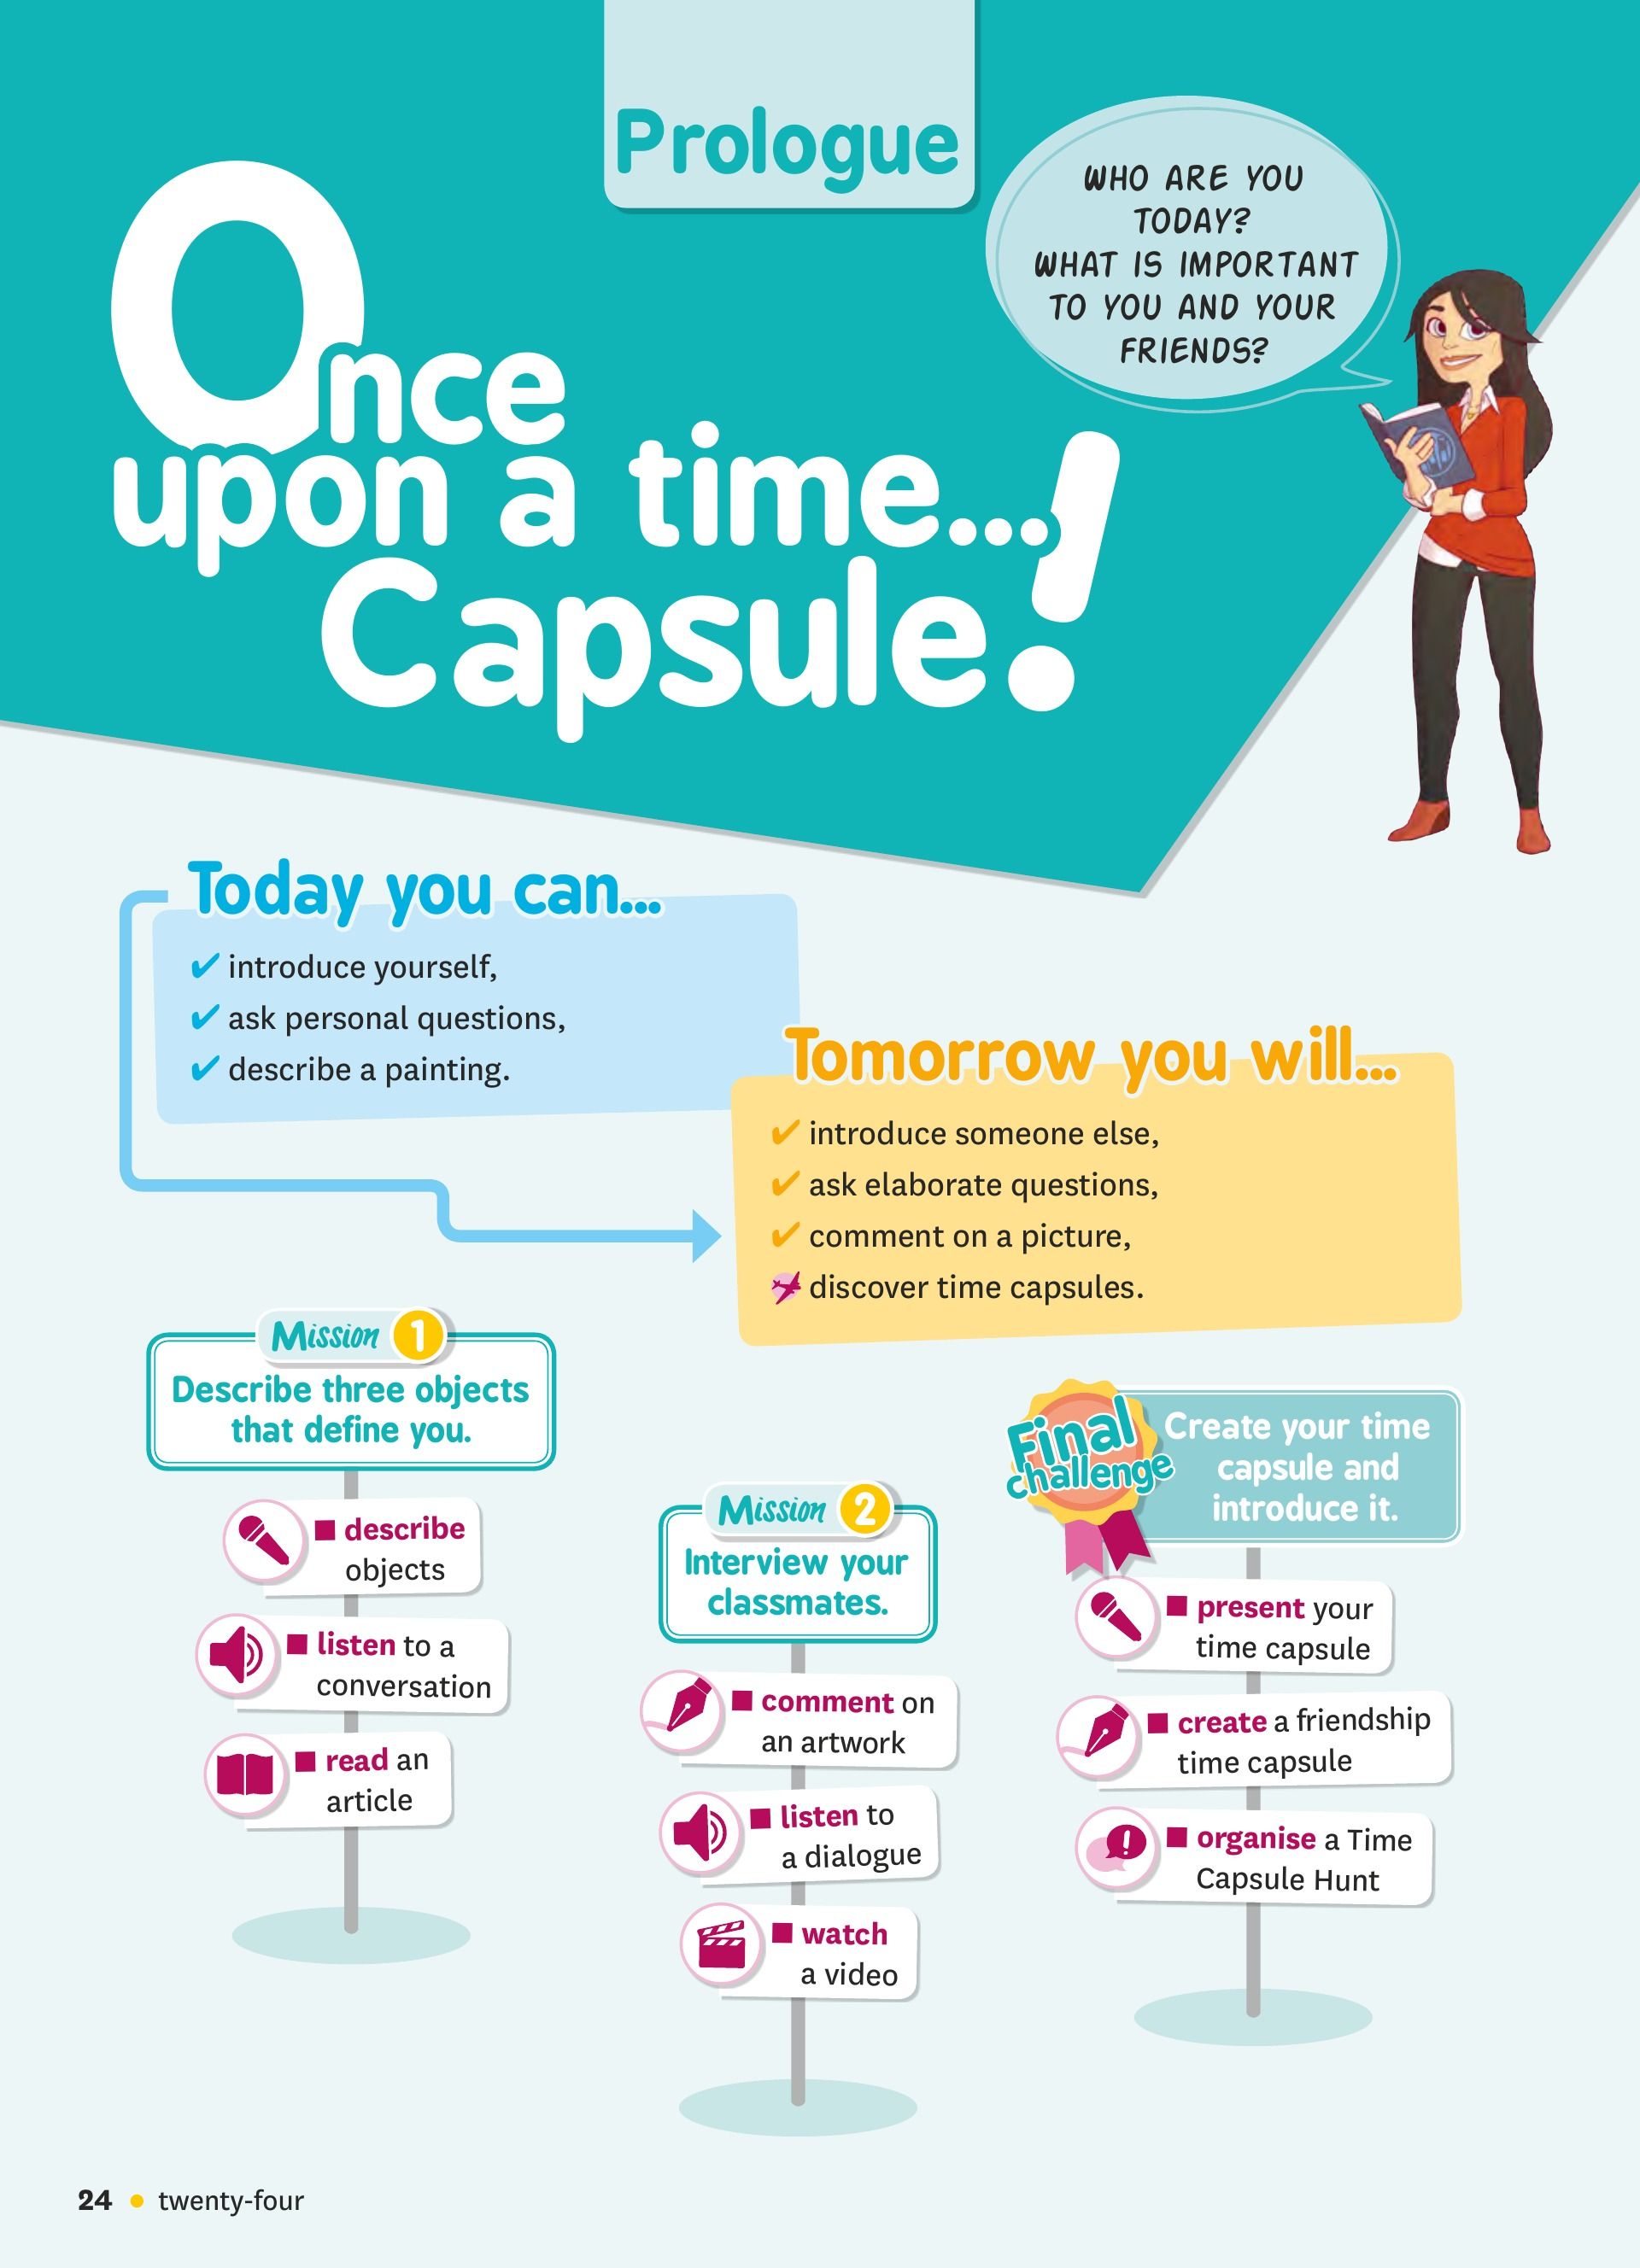 Prologue
WHO ARE YOU
TODAY?
WHAT IS IMPORTANT
TO YOU AND YOUR
FRIENDS?
Once
upon a time...
Capsule!
Today you can...
✔ introduce yourself,
✔ ask personal questions,
✔ describe a painting.
Tomorrow you will...
✔ introduce someone else,
✔ ask elaborate questions,
✔ comment on a picture,
discover time capsules.
Mission 1
Describe three objects
that define you.
■ describe
objects
■ listen to a
conversation
■ read an
article
Mission 2
Interview your
classmates.
■ comment on
an artwork
■ listen to
a dialogue
■ watch
a video
Final
challenge
Create your time
capsule and
introduce it.
■ present your
time capsule
■ create a friendship
time capsule
■ organise a Time
Capsule Hunt
24 • twenty-four